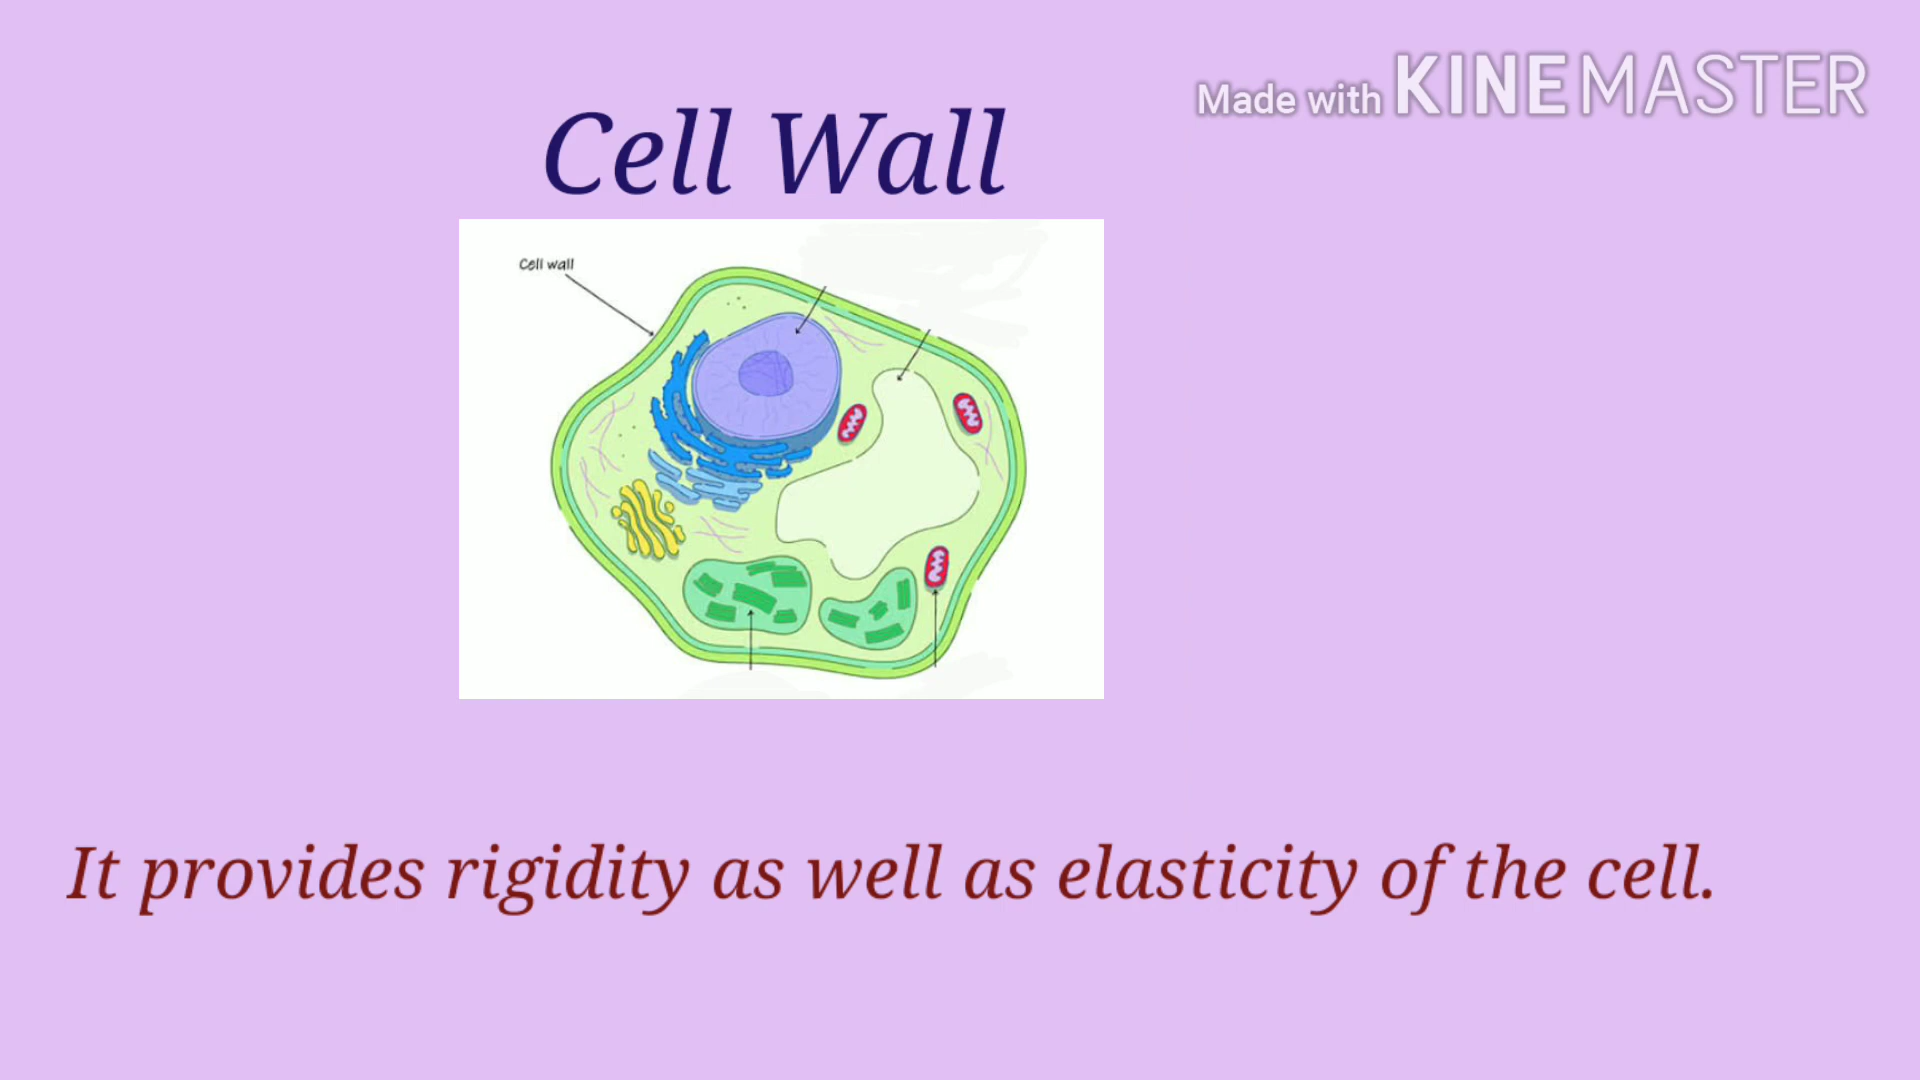 Made with KINEMASTER
Cell Wall
Cell wall
It provides rigidity as well as elasticity of the cell.